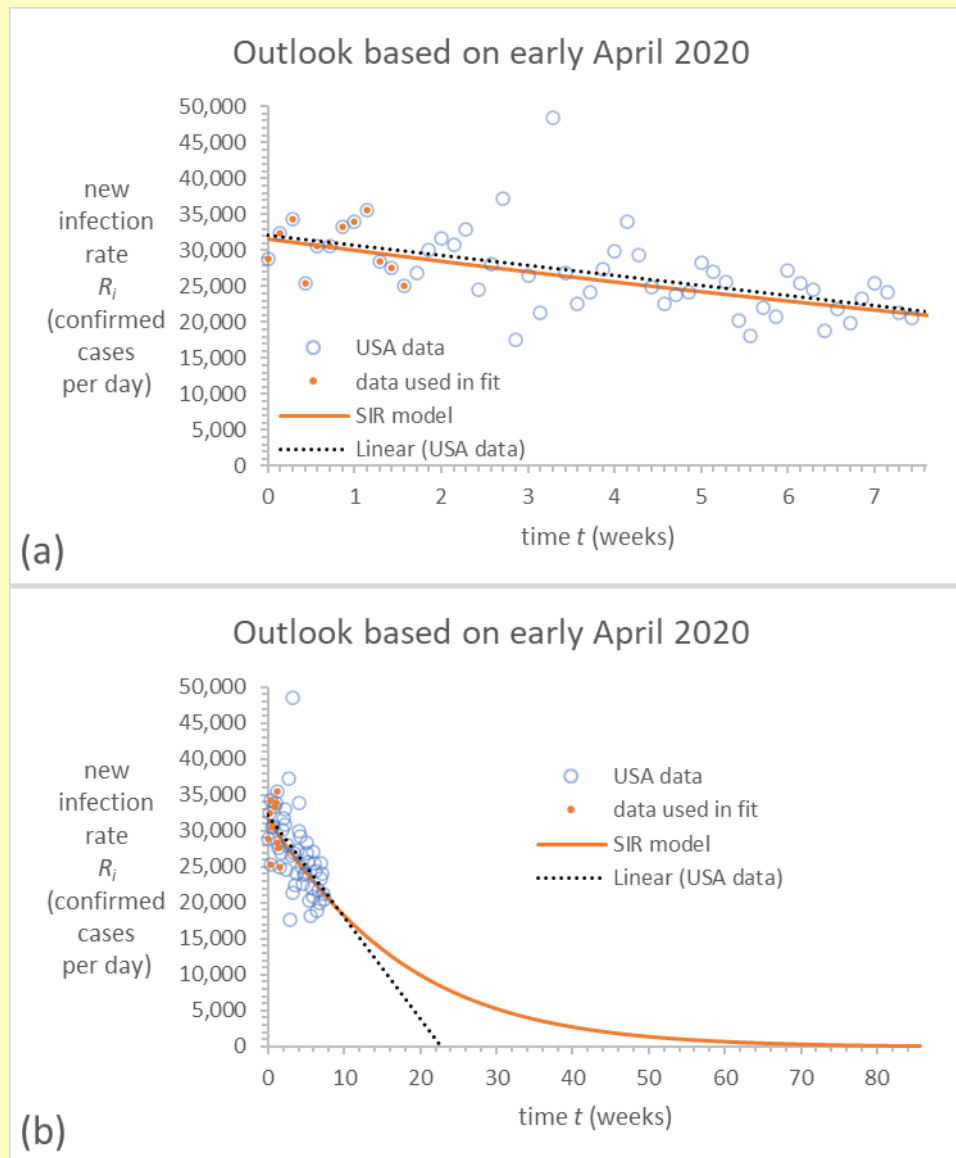 Outlook based on early April 2020
new
infection
rate
Ri
(confirmed
cases
per day)
50,000
45,000
40,000
35,000
30,000
25,000
20,000
15,000
10,000
5,000
0
USA data
data used in fit
SIR model
Linear (USA data)
0 1 2 3 4 5 6 7
time t (weeks)
(a)
Outlook based on early April 2020
new
infection
rate
Ri
(confirmed
cases
per day)
50,000
45,000
40,000
35,000
30,000
25,000
20,000
15,000
10,000
5,000
0
USA data
data used in fit
SIR model
Linear (USA data)
0 10 20 30 40 50 60 70 80
time t (weeks)
(b)